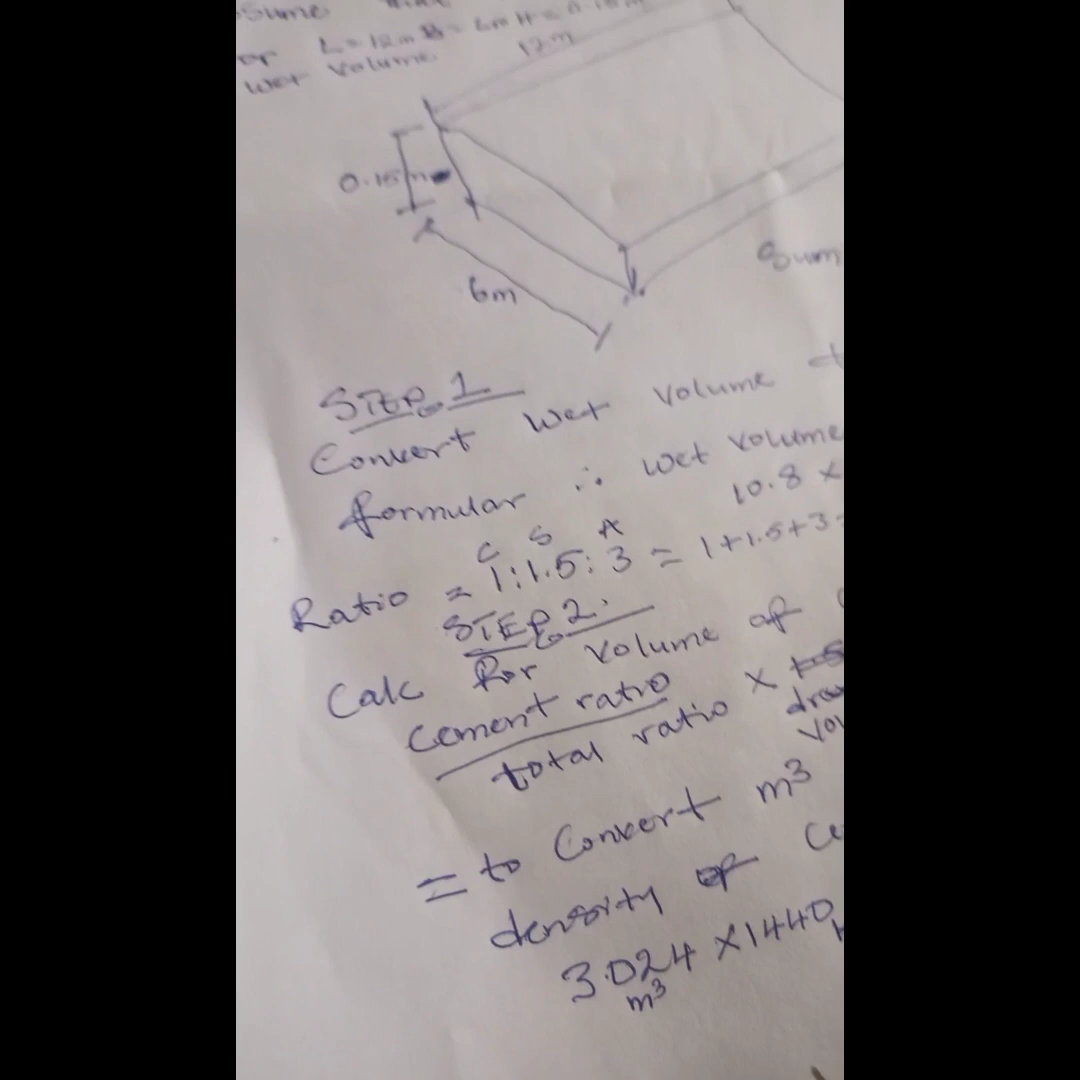 L = 12m B = 6m H = 0.15m
wet volume.
12m
0.15m
6m
STEP 1
Convert wet volume
formular ∴ wet volume
10.8 ×
C S A
Ratio = 1:1.5:3 = 1+1.5+3
STEP 2.
Calc for volume of
cement ratio ×
total ratio
= to Convert m³
density of
3.024 × 1440
m³